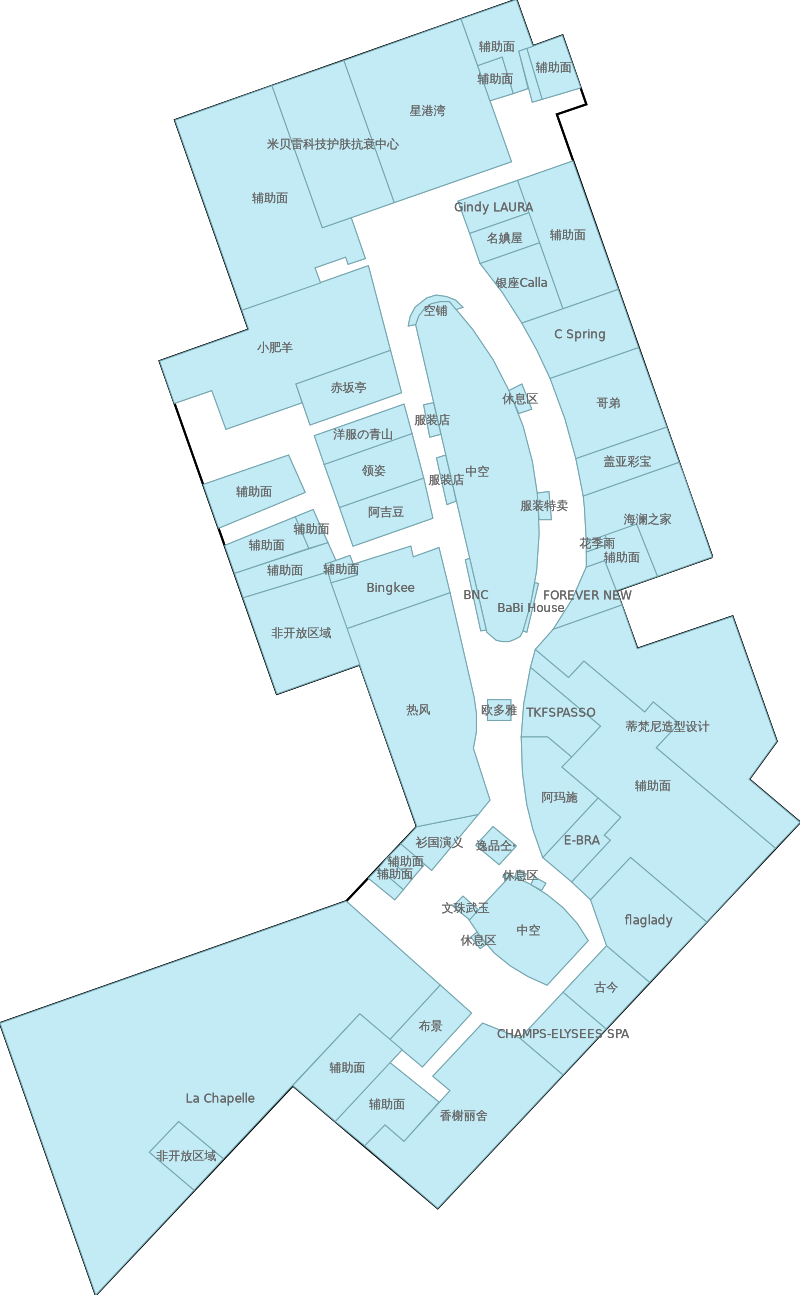 辅助面
辅助面
辅助面
星港湾
米贝雷科技护肤抗衰中心
辅助面
Gindy LAURA
名娚屋
辅助面
银座Calla
空铺
C Spring
小肥羊
赤坂亭
休息区
哥弟
服装店
洋服の青山
盖亚彩宝
领姿
中空
服装店
辅助面
服装特卖
阿吉豆
海澜之家
辅助面
花季雨
辅助面
辅助面
辅助面
辅助面
Bingkee
BNC
FOREVER NEW
BaBi House
非开放区域
热风
欧多雅
TKFSPASSO
蒂梵尼造型设计
辅助面
阿玛施
E-BRA
衫国演义
逸品仝·
辅助面
辅助面
休息区
文珠武玉
flaglady
中空
休息区
古今
布景
CHAMPS-ELYSEES SPA
辅助面
La Chapelle
辅助面
香榭丽舍
非开放区域